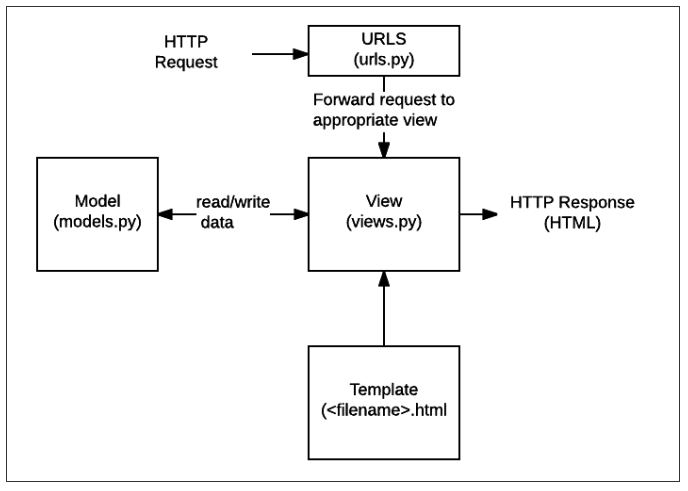 HTTP
Request
URLS
(urls.py)
Forward request to
appropriate view
Model
(models.py)
read/write
data
View
(views.py)
HTTP Response
(HTML)
Template
(<filename>.html